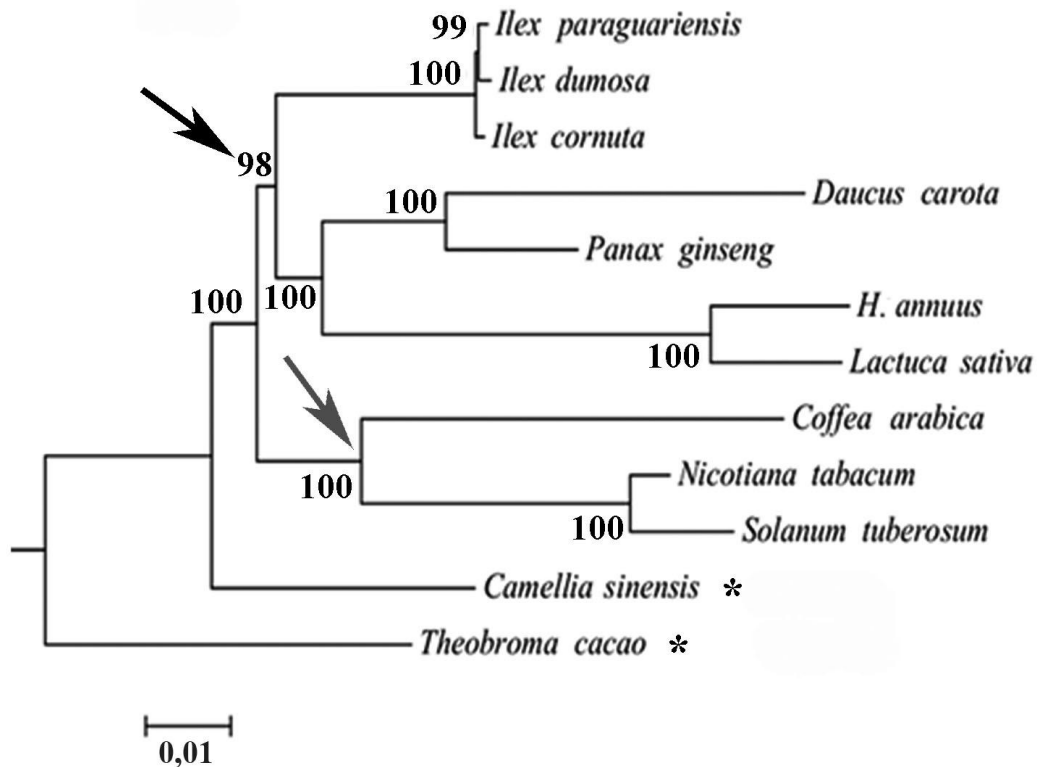 99
Ilex paraguariensis
100
Ilex dumosa
Ilex cornuta
98
100
Daucus carota
Panax ginseng
100
100
H. annuus
100
Lactuca sativa
Coffea arabica
100
Nicotiana tabacum
100
Solanum tuberosum
Camellia sinensis *
Theobroma cacao *
0,01